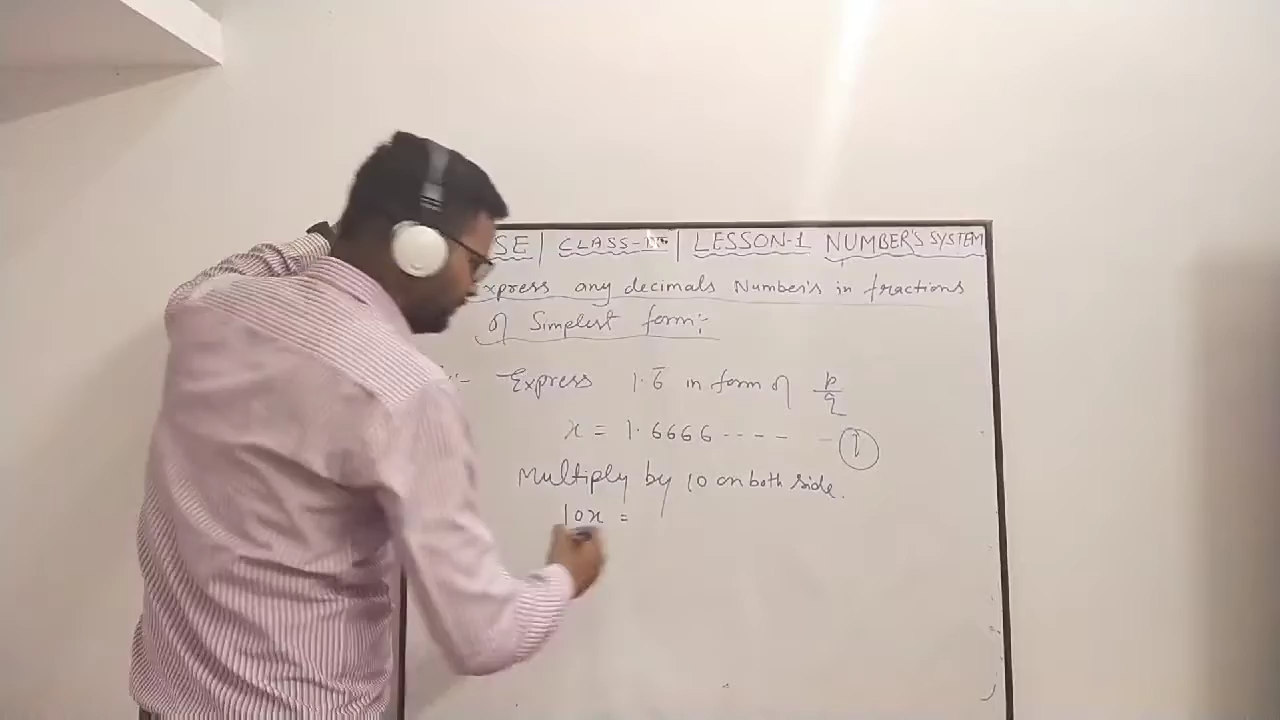 SE | CLASS- | LESSON-1 NUMBER'S SYSTEM
xpress any decimals Number's in fractions
of Simplest form:-
:- Express 1.6̅ in form of p/q
x = 1.6666---- - ①
Multiply by 10 on both side.
10x =